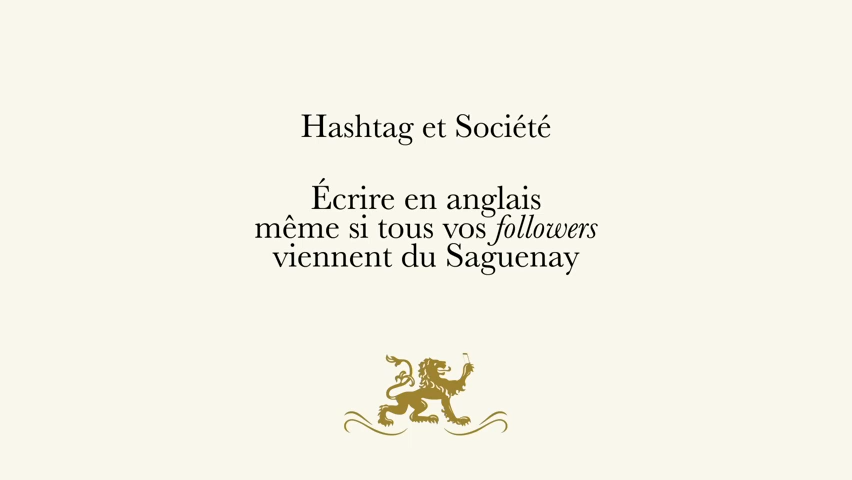 Hashtag et Société
Écrire en anglais
même si tous vos followers
viennent du Saguenay